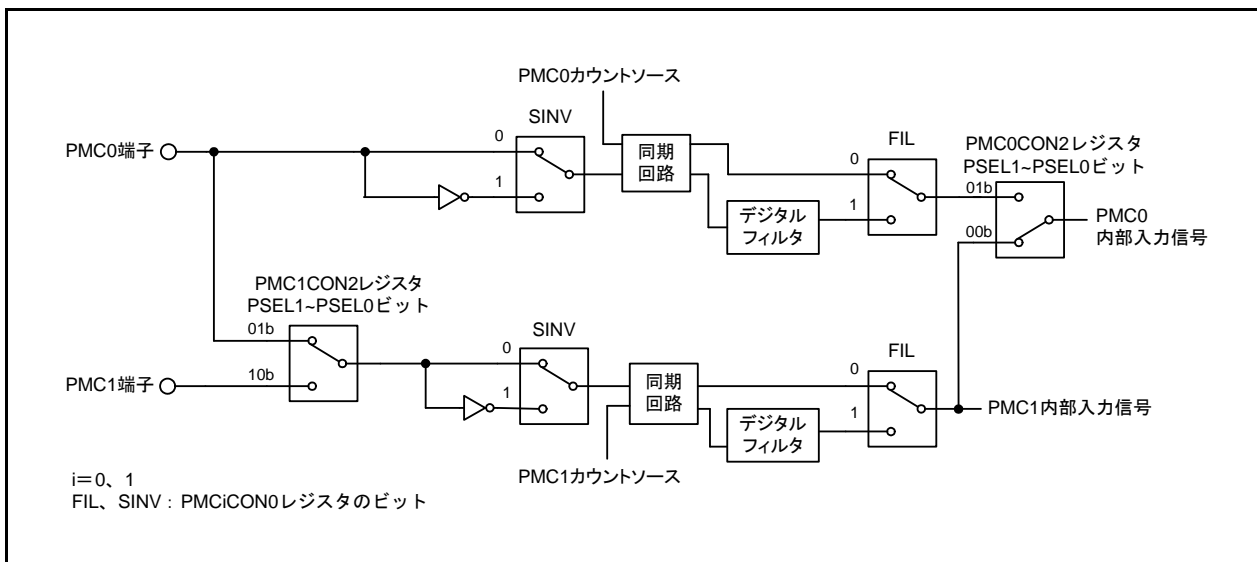 PMC0カウントソース
SINV
0
1
PMC0端子
同期
回路
デジタル
フィルタ
FIL
0
1
PMC0CON2レジスタ
PSEL1~PSEL0ビット
01b
00b
PMC0
内部入力信号
PMC1CON2レジスタ
PSEL1~PSEL0ビット
01b
10b
PMC1端子
SINV
0
1
同期
回路
デジタル
フィルタ
PMC1カウントソース
FIL
0
1
PMC1内部入力信号
i=0、1
FIL、SINV : PMCiCON0レジスタのビット